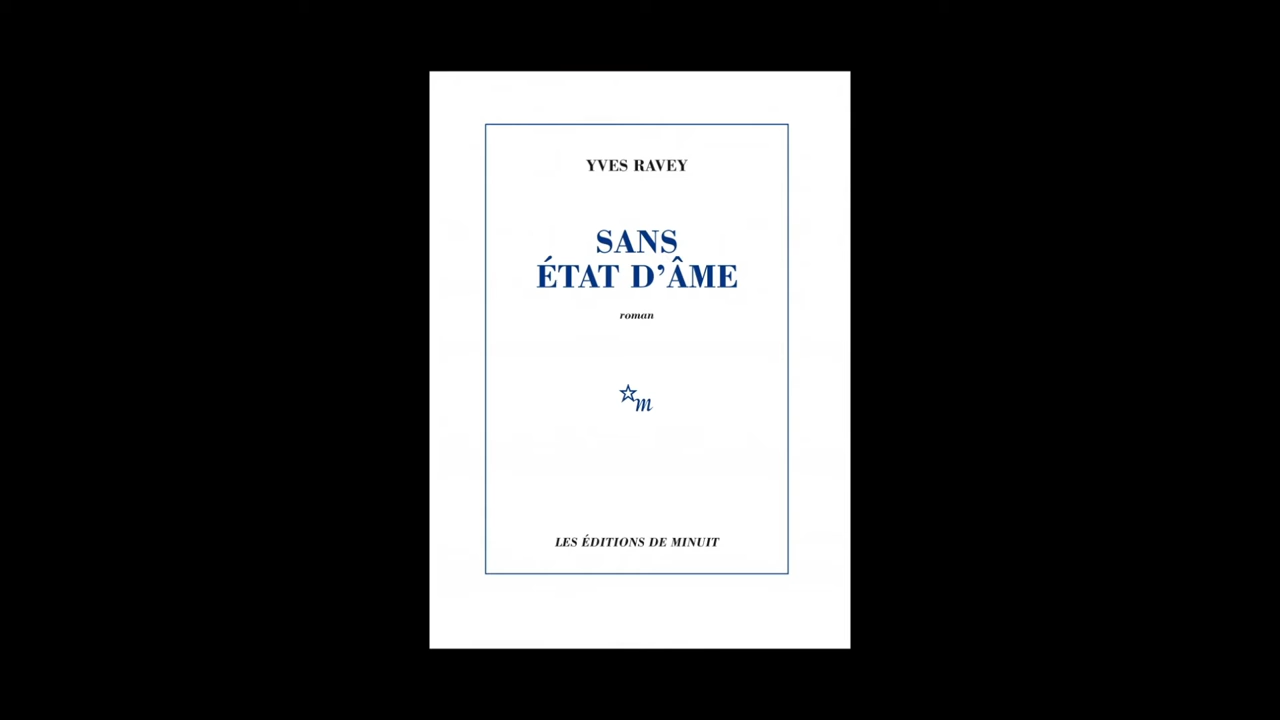 YVES RAVEY
SANS
ÉTAT D’ÂME
roman
m
LES ÉDITIONS DE MINUIT